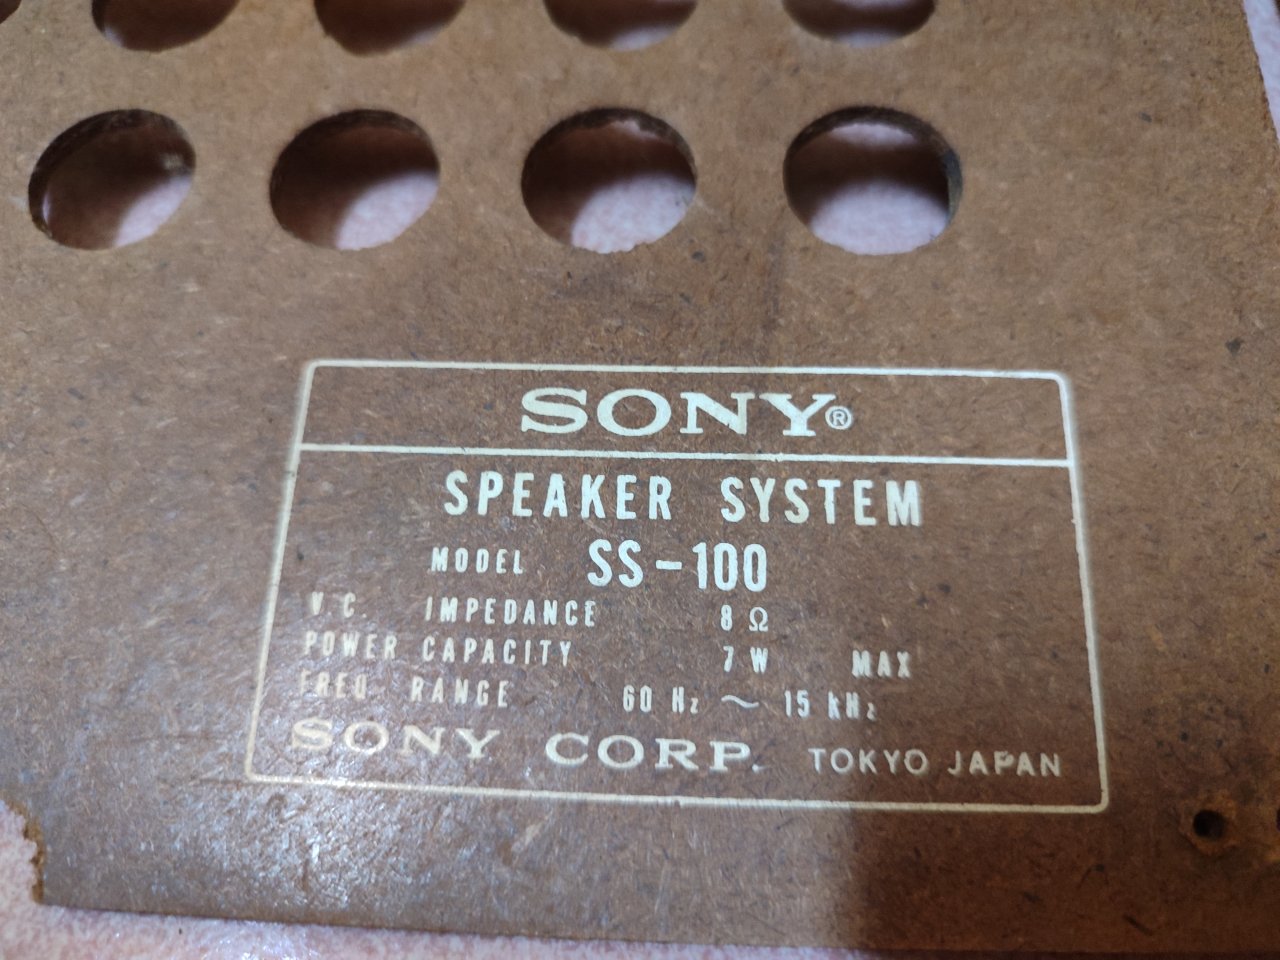 SONY®
SPEAKER SYSTEM
MODEL SS-100
V.C. IMPEDANCE 8 Ω
POWER CAPACITY 7 W MAX
FREQ RANGE 60 Hz ～ 15 kHz
SONY CORP. TOKYO JAPAN